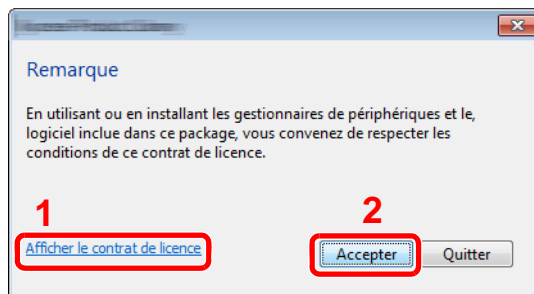 Remarque
En utilisant ou en installant les gestionnaires de périphériques et le,
logiciel inclue dans ce package, vous convenez de respecter les
conditions de ce contrat de licence.
1
2
Afficher le contrat de licence
Accepter
Quitter